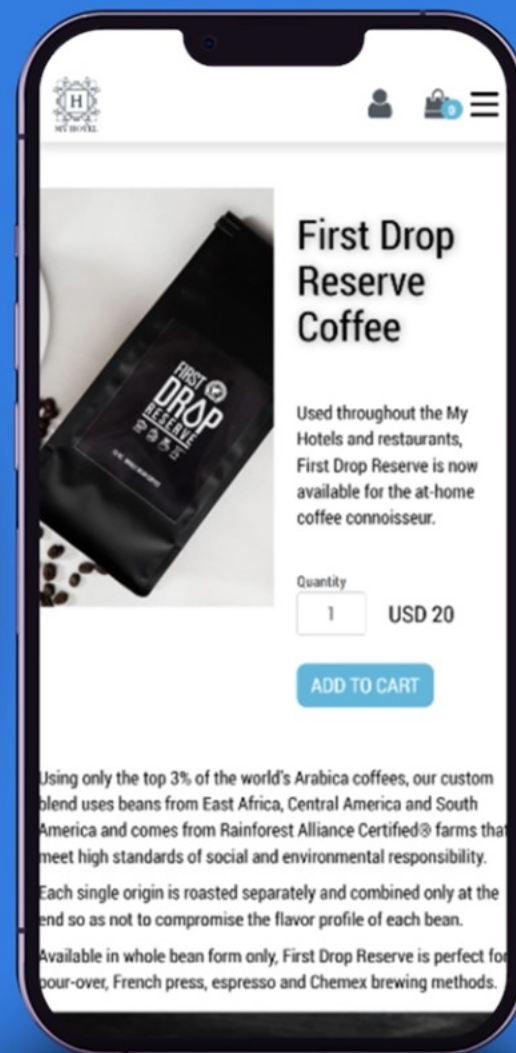 H
MY HOTEL
0
First Drop
Reserve
Coffee
FIRST
DROP
RESERVE
Used throughout the My
Hotels and restaurants,
First Drop Reserve is now
available for the at-home
coffee connoisseur.
Quantity
1
USD 20
ADD TO CART
Using only the top 3% of the world's Arabica coffees, our custom
blend uses beans from East Africa, Central America and South
America and comes from Rainforest Alliance Certified® farms that
meet high standards of social and environmental responsibility.
Each single origin is roasted separately and combined only at the
end so as not to compromise the flavor profile of each bean.
Available in whole bean form only, First Drop Reserve is perfect for
pour-over, French press, espresso and Chemex brewing methods.